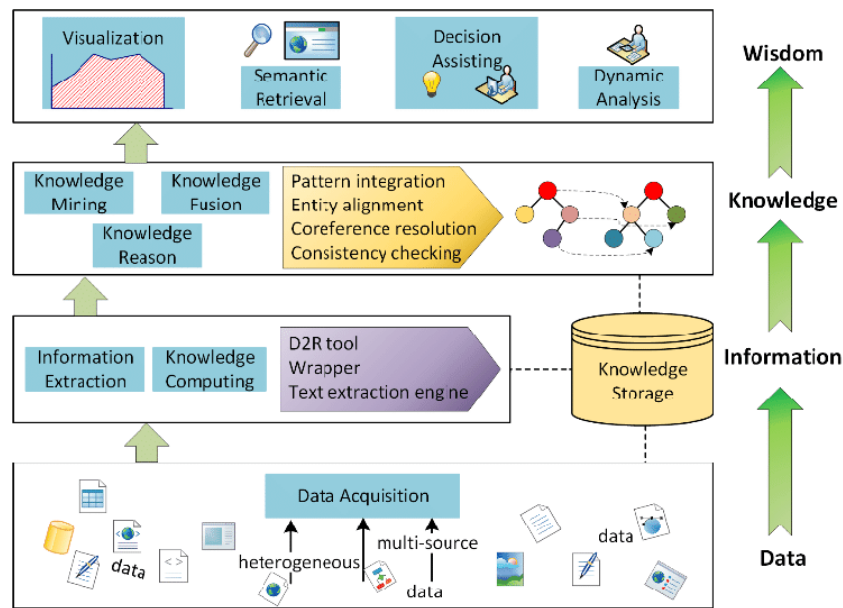 Visualization
Semantic
Retrieval
Decision
Assisting
Dynamic
Analysis
Wisdom
Knowledge
Mining
Knowledge
Fusion
Knowledge
Reason
Pattern integration
Entity alignment
Coreference resolution
Consistency checking
Knowledge
Information
Extraction
Knowledge
Computing
D2R tool
Wrapper
Text extraction engine
Knowledge
Storage
Information
Data Acquisition
data
heterogeneous
multi-source
data
data
Data